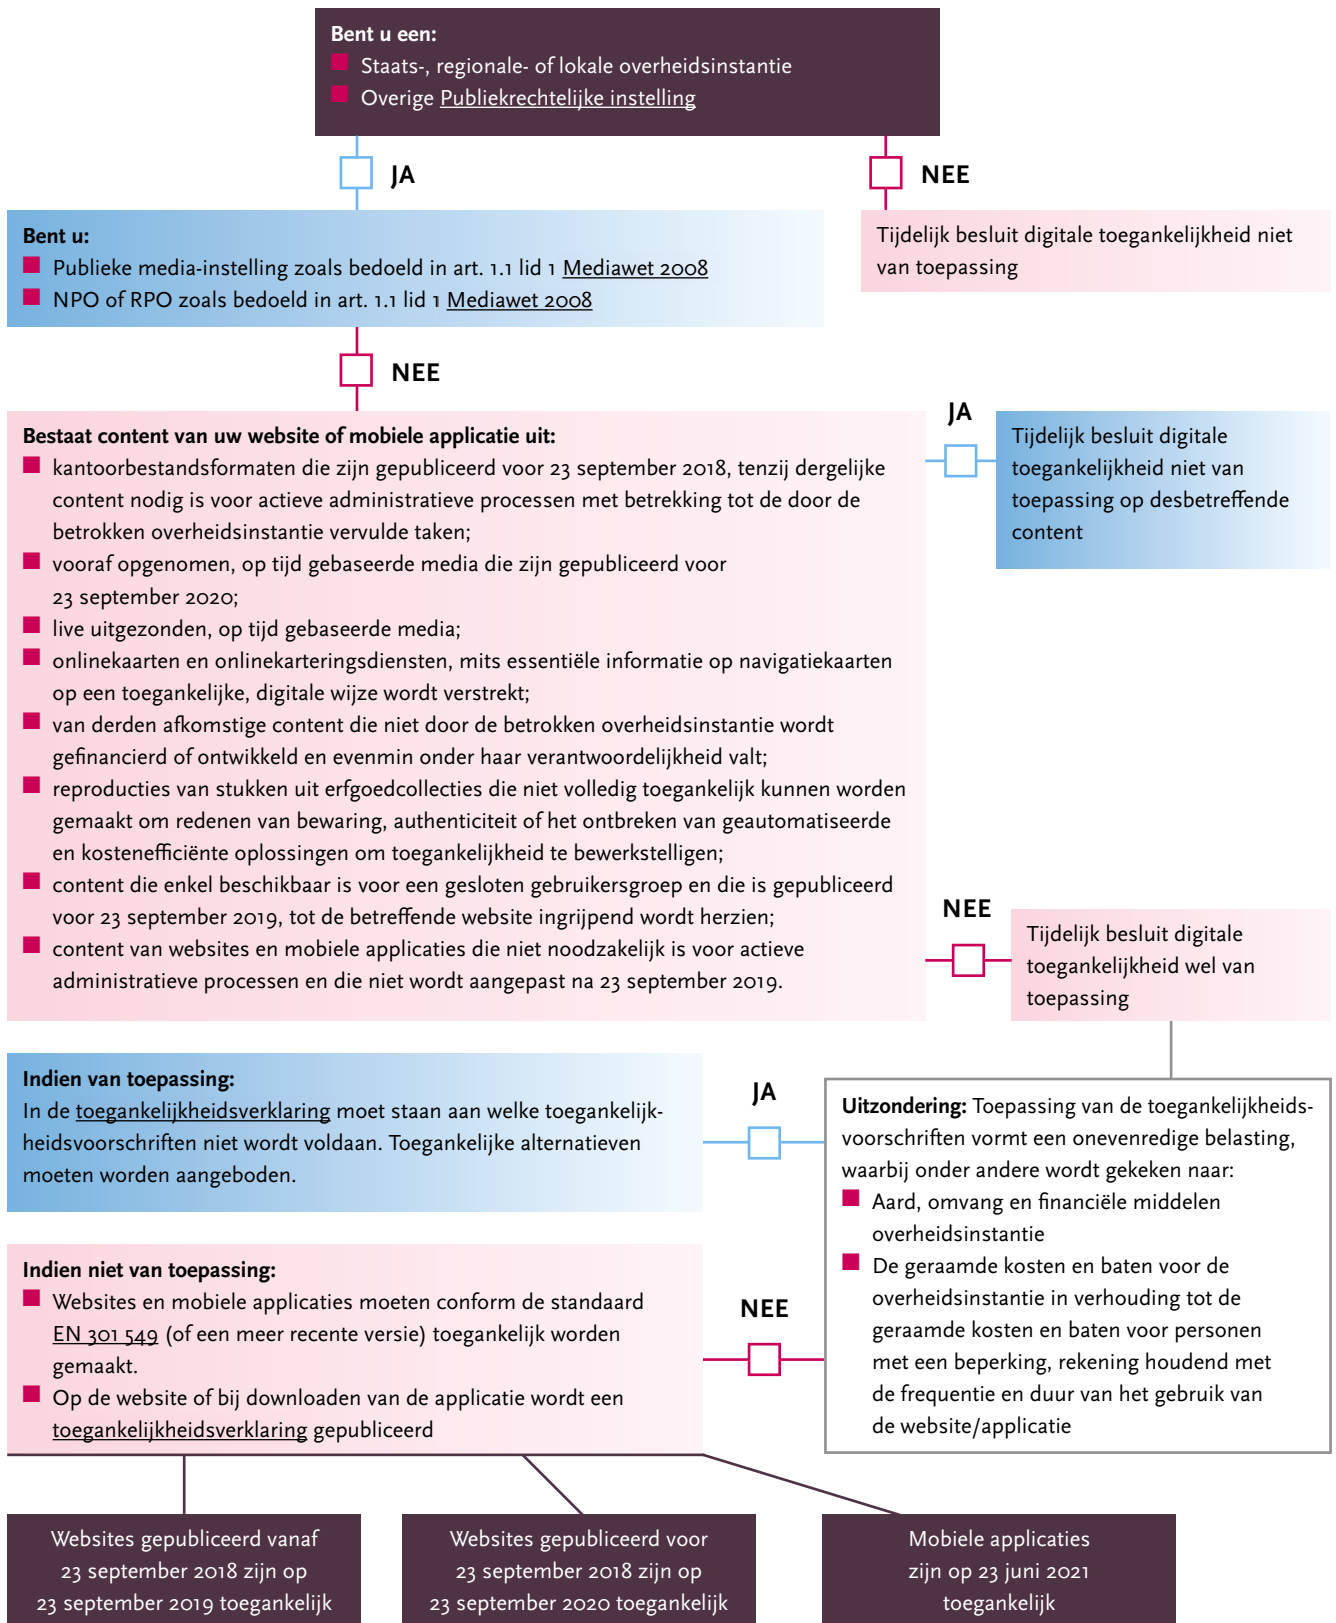 Bent u een:
Staats-, regionale- of lokale overheidsinstantie
Overige Publiekrechtelijke instelling
JA
NEE
Bent u:
Publieke media-instelling zoals bedoeld in art. 1.1 lid 1 Mediawet 2008
NPO of RPO zoals bedoeld in art. 1.1 lid 1 Mediawet 2008
Tijdelijk besluit digitale toegankelijkheid niet
van toepassing
NEE
Bestaat content van uw website of mobiele applicatie uit:
kantoorbestandsformaten die zijn gepubliceerd voor 23 september 2018, tenzij dergelijke
content nodig is voor actieve administratieve processen met betrekking tot de door de
betrokken overheidsinstantie vervulde taken;
vooraf opgenomen, op tijd gebaseerde media die zijn gepubliceerd voor
23 september 2020;
live uitgezonden, op tijd gebaseerde media;
onlinekaarten en onlinekarteringsdiensten, mits essentiële informatie op navigatiekaarten
op een toegankelijke, digitale wijze wordt verstrekt;
van derden afkomstige content die niet door de betrokken overheidsinstantie wordt
gefinancierd of ontwikkeld en evenmin onder haar verantwoordelijkheid valt;
reproducties van stukken uit erfgoedcollecties die niet volledig toegankelijk kunnen worden
gemaakt om redenen van bewaring, authenticiteit of het ontbreken van geautomatiseerde
en kostenefficiënte oplossingen om toegankelijkheid te bewerkstelligen;
content die enkel beschikbaar is voor een gesloten gebruikersgroep en die is gepubliceerd
voor 23 september 2019, tot de betreffende website ingrijpend wordt herzien;
content van websites en mobiele applicaties die niet noodzakelijk is voor actieve
administratieve processen en die niet wordt aangepast na 23 september 2019.
JA
Tijdelijk besluit digitale
toegankelijkheid niet van
toepassing op desbetreffende
content
NEE
Tijdelijk besluit digitale
toegankelijkheid wel van
toepassing
Uitzondering: Toepassing van de toegankelijkheids-
voorschriften vormt een onevenredige belasting,
waarbij onder andere wordt gekeken naar:
Aard, omvang en financiële middelen
overheidsinstantie
De geraamde kosten en baten voor de
overheidsinstantie in verhouding tot de
geraamde kosten en baten voor personen
met een beperking, rekening houdend met
de frequentie en duur van het gebruik van
de website/applicatie
JA
Indien van toepassing:
In de toegankelijkheidsverklaring moet staan aan welke toegankelijk-
heidsvoorschriften niet wordt voldaan. Toegankelijke alternatieven
moeten worden aangeboden.
NEE
Indien niet van toepassing:
Websites en mobiele applicaties moeten conform de standaard
EN 301 549 (of een meer recente versie) toegankelijk worden
gemaakt.
Op de website of bij downloaden van de applicatie wordt een
toegankelijkheidsverklaring gepubliceerd
Websites gepubliceerd vanaf
23 september 2018 zijn op
23 september 2019 toegankelijk
Websites gepubliceerd voor
23 september 2018 zijn op
23 september 2020 toegankelijk
Mobiele applicaties
zijn op 23 juni 2021
toegankelijk